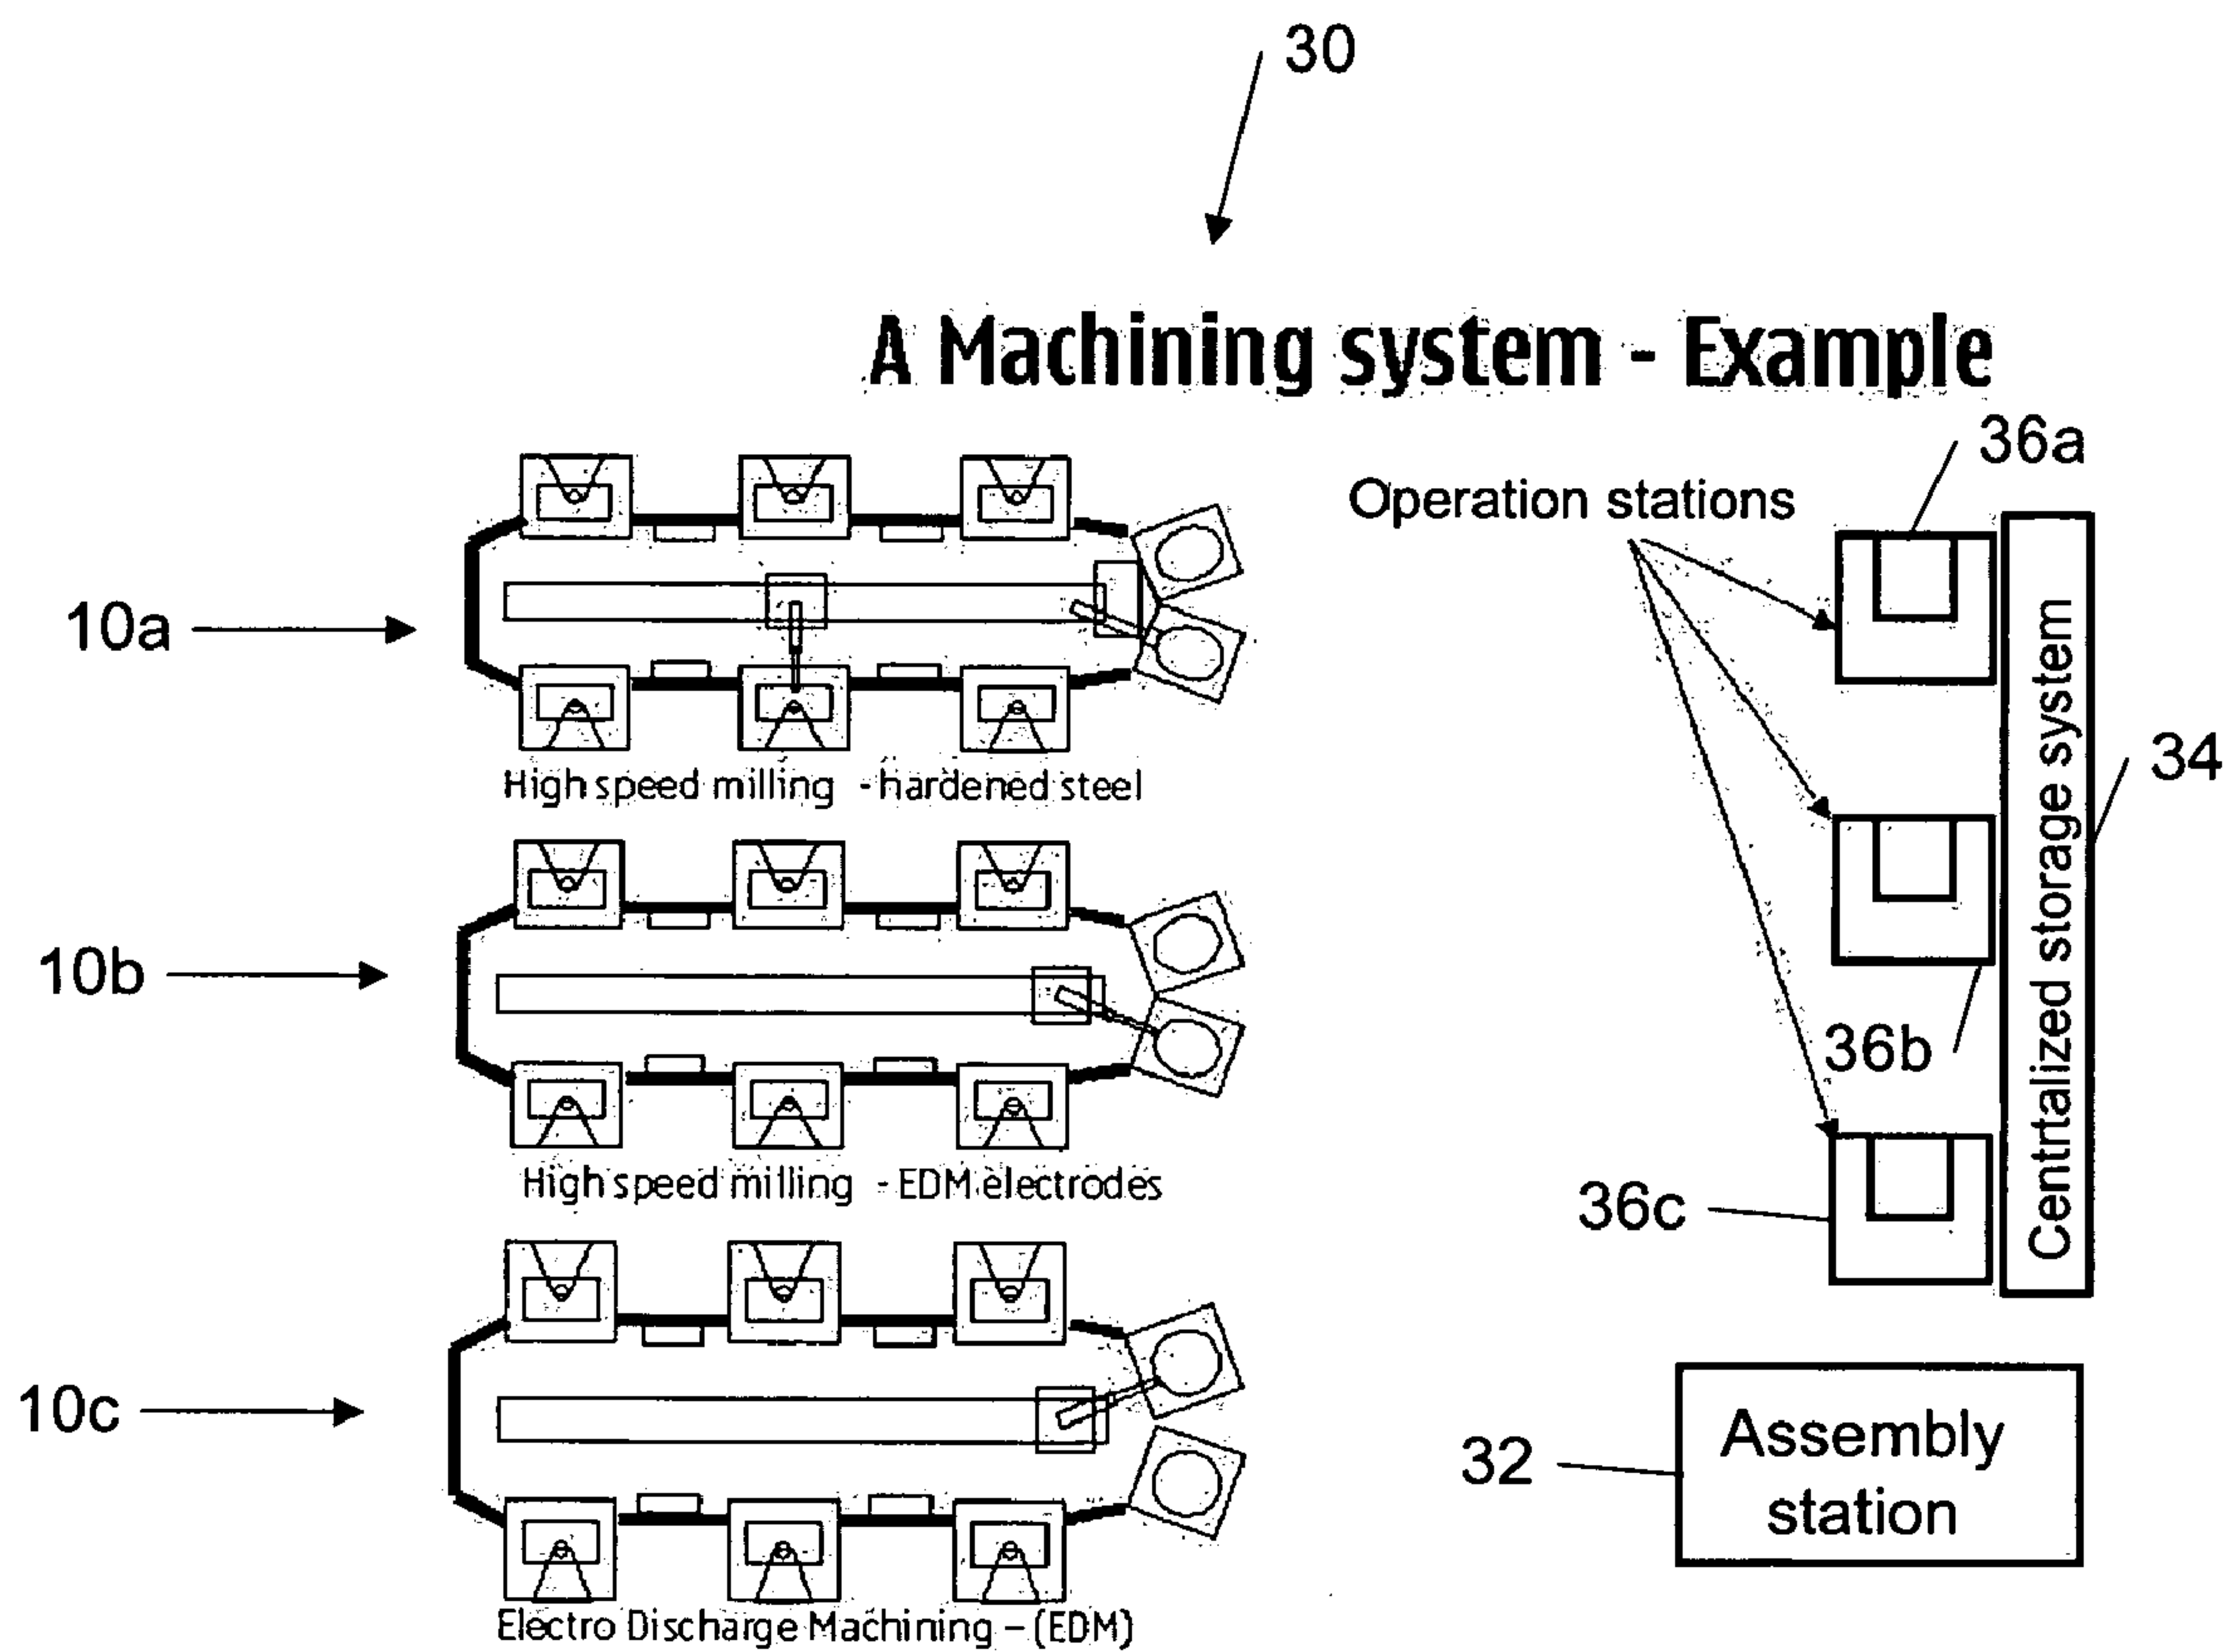 30
A Machining system - Example
36a
Operation stations
10a
34
High speed milling - hardened steel
Centrtalized storage system
10b
36b
High speed milling - EDM electrodes
36c
10c
32
Assembly
station
Electro Discharge Machining - (EDM)